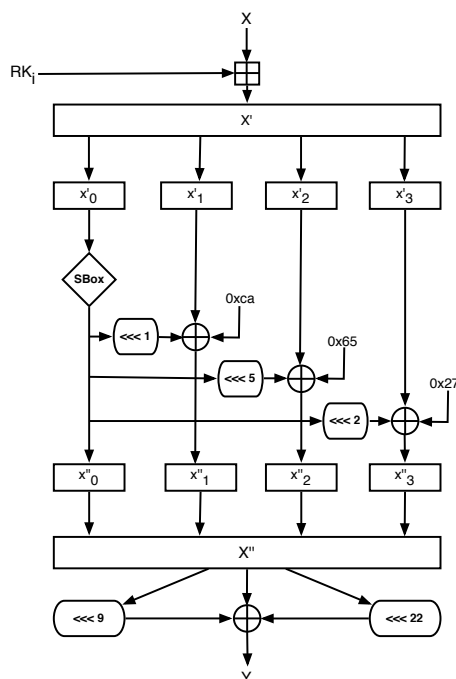 X
RKi
X'
x'0
x'1
x'2
x'3
SBox
0xca
<<< 1
0x65
<<< 5
0x27
<<< 2
x"0
x"1
x"2
x"3
X"
<<< 9
<<< 22
Y